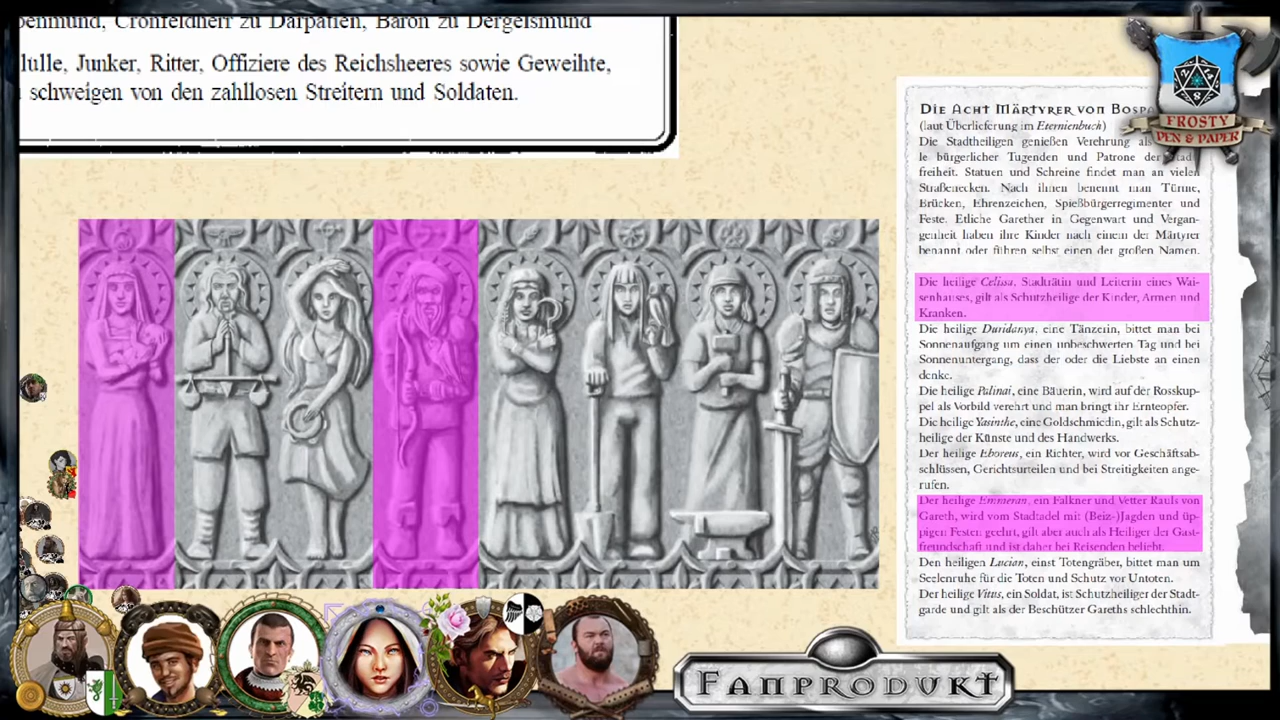 enmund, Cronfeldherr zu Darpatien, Baron zu Dergelsmund
lulle, Junker, Ritter, Offiziere des Reichsheeres sowie Geweihte,
schweigen von den zahllosen Streitern und Soldaten.
Die Acht Märtyrer von Bospa
(laut Überlieferung im Eternienbuch)
Die Stadtheiligen genießen Verehrung als
le bürgerlicher Tugenden und Patrone der Stadt-
freiheit. Statuen und Schreine findet man an vielen
Straßenecken. Nach ihnen benennt man Türme,
Brücken, Ehrenzeichen, Spießbürgerregimenter und
Feste. Etliche Garether in Gegenwart und Vergan-
genheit haben ihre Kinder nach einem der Märtyrer
benannt oder führen selbst einen der großen Namen.
Die heilige Celissa, Stadträtin und Leiterin eines Wai-
senhauses, gilt als Schutzheilige der Kinder, Armen und
Kranken.
Die heilige Duridanya, eine Tänzerin, bittet man bei
Sonnenaufgang um einen unbeschwerten Tag und bei
Sonnenuntergang, dass der oder die Liebste an einen
denke.
Die heilige Palinai, eine Bäuerin, wird auf der Rosskup-
pel als Vorbild verehrt und man bringt ihr Ernteopfer.
Die heilige Yasinthe, eine Goldschmiedin, gilt als Schutz-
heilige der Künste und des Handwerks.
Der heilige Eboreus, ein Richter, wird vor Geschäftsab-
schlüssen, Gerichtsurteilen und bei Streitigkeiten ange-
rufen.
Der heilige Emmeran, ein Falkner und Vetter Rauls von
Gareth, wird vom Stadtadel mit (Beiz-)Jagden und üp-
pigen Festen geehrt, gilt aber auch als Heiliger der Gast-
freundschaft und ist daher bei Reisenden beliebt.
Den heiligen Lucian, einst Totengräber, bittet man um
Seelenruhe für die Toten und Schutz vor Untoten.
Der heilige Vitus, ein Soldat, ist Schutzheiliger der Stadt-
garde und gilt als der Beschützer Gareths schlechthin.
FROSTY
PEN & PAPER
FANPRODUKT